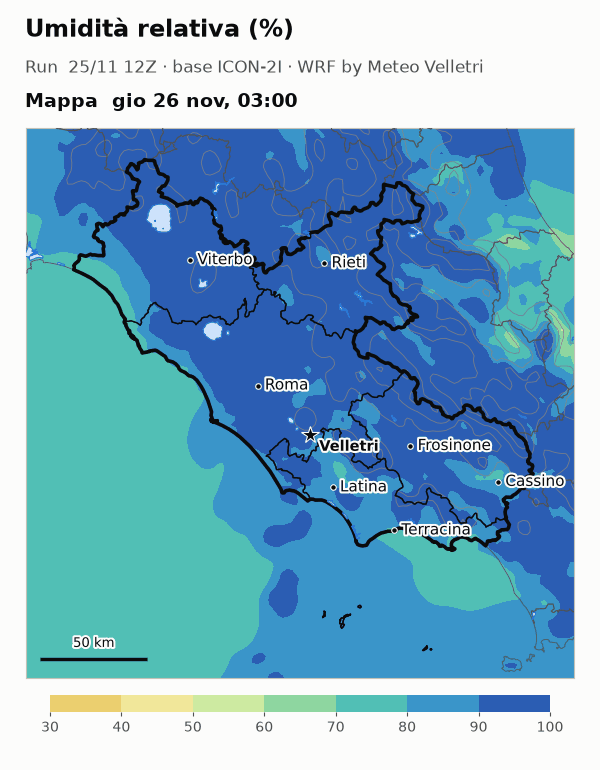 Umidità relativa (%)
Run  25/11 12Z · base ICON-2I · WRF by Meteo Velletri
Mappa  gio 26 nov, 03:00
Viterbo
Rieti
Roma
Velletri
Frosinone
Latina
Cassino
Terracina
50 km
30 40 50 60 70 80 90 100